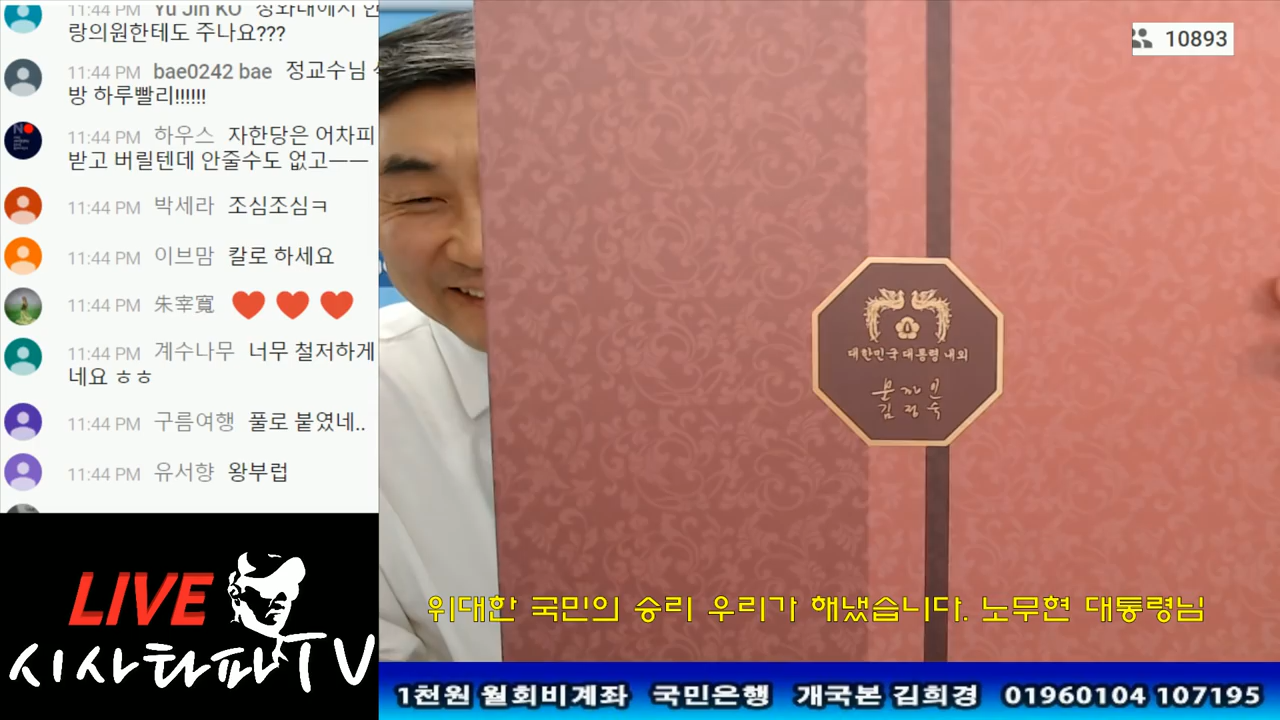 11:44 PM Yu Jin KO 청와대에서 한
랑의원한테도 주나요???
11:44 PM bae0242 bae 정교수님 석
방 하루빨리!!!!!!
11:44 PM 하우스 자한당은 어차피
받고 버릴텐데 안줄수도 없고ㅡㅡ
11:44 PM 박세라 조심조심ㅋ
11:44 PM 이브맘 칼로 하세요
11:44 PM 朱宰寬 ❤️ ❤️ ❤️
11:44 PM 계수나무 너무 철저하게
네요 ㅎㅎ
11:44 PM 구름여행 풀로 붙였네..
11:44 PM 유서향 왕부럽
LIVE
시사타파TV
10893
대한민국 대통령 내외
문재인
김정숙
위대한 국민의 승리 우리가 해냈습니다. 노무현 대통령님
1천원 월회비계좌 국민은행 개국본 김희경 01960104 107195